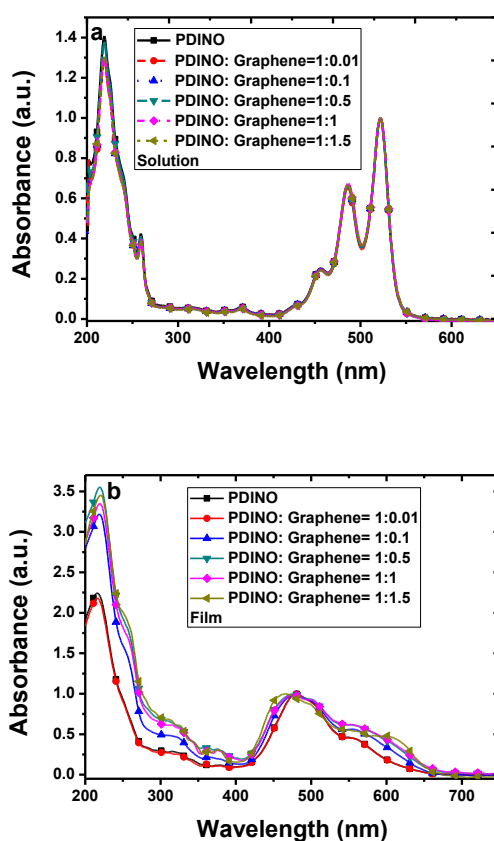 a
1.4
1.2
1.0
0.8
0.6
0.4
0.2
0.0
Absorbance (a.u.)
PDINO
PDINO: Graphene=1:0.01
PDINO: Graphene=1:0.1
PDINO: Graphene=1:0.5
PDINO: Graphene=1:1
PDINO: Graphene=1:1.5
Solution
200 300 400 500 600
Wavelength (nm)
b
3.5
3.0
2.5
2.0
1.5
1.0
0.5
0.0
Absorbance (a.u.)
PDINO
PDINO: Graphene= 1:0.01
PDINO: Graphene= 1:0.1
PDINO: Graphene= 1:0.5
PDINO: Graphene= 1:1
PDINO: Graphene= 1:1.5
Film
200 300 400 500 600 700
Wavelength (nm)